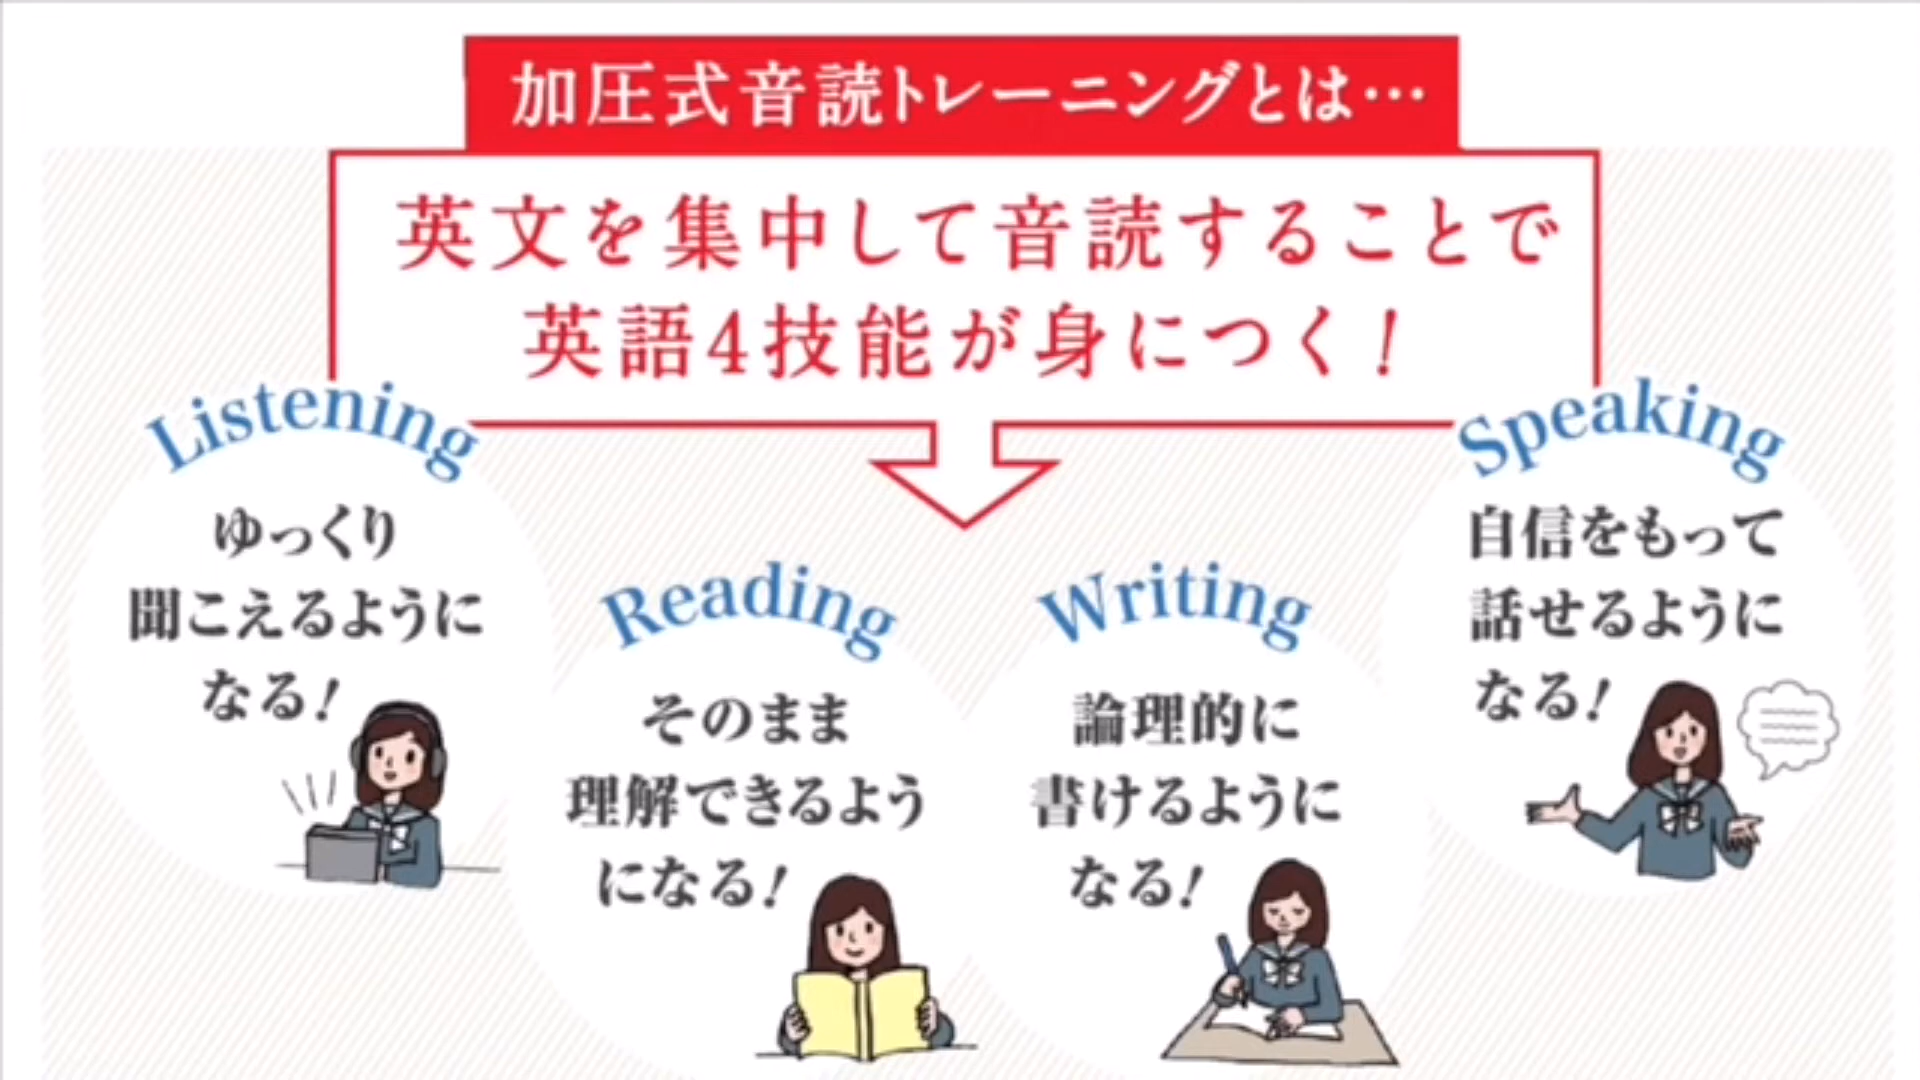 加圧式音読トレーニングとは…
英文を集中して音読することで
英語4技能が身につく!
Listening
ゆっくり
聞こえるように
なる!
Reading
そのまま
理解できるよう
になる!
Writing
論理的に
書けるように
なる!
Speaking
自信をもって
話せるように
なる!